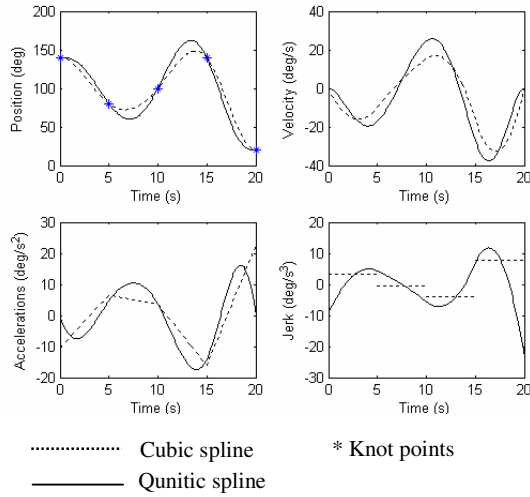 200
150
100
50
0
0 5 10 15 20
Position (deg)
Time (s)
40
20
0
-20
-40
0 5 10 15 20
Velocity (deg/s)
Time (s)
30
20
10
0
-10
-20
0 5 10 15 20
Accelerations (deg/s²)
Time (s)
20
10
0
-10
-20
-30
0 5 10 15 20
Jerk (deg/s³)
Time (s)
Cubic spline * Knot points
Qunitic spline